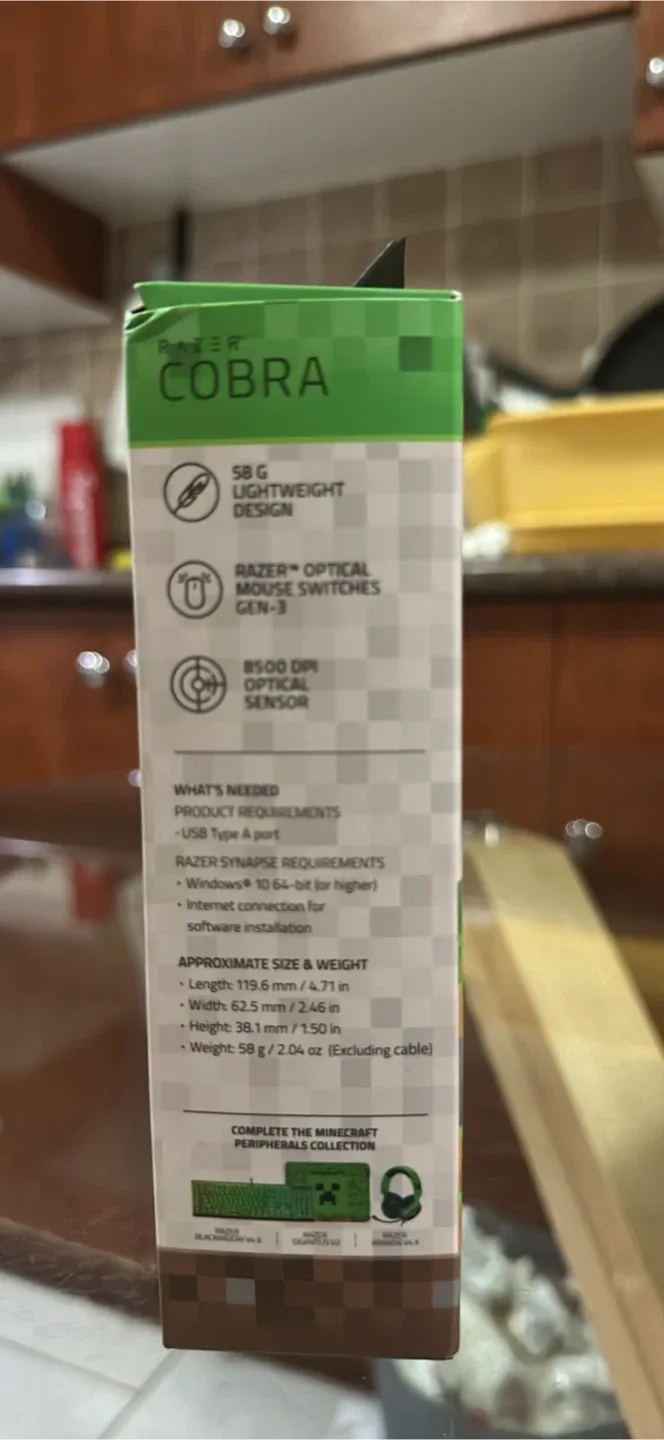 RAZER
COBRA
58 G
LIGHTWEIGHT
DESIGN
RAZER™ OPTICAL
MOUSE SWITCHES
GEN-3
8500 DPI
OPTICAL
SENSOR
WHAT'S NEEDED
PRODUCT REQUIREMENTS
• USB Type A port
RAZER SYNAPSE REQUIREMENTS
• Windows® 10 64-bit (or higher)
• Internet connection for
software installation
APPROXIMATE SIZE & WEIGHT
• Length: 119.6 mm / 4.71 in
• Width: 62.5 mm / 2.46 in
• Height: 38.1 mm / 1.50 in
• Weight: 58 g / 2.04 oz (Excluding cable)
COMPLETE THE MINECRAFT
PERIPHERALS COLLECTION
RAZER
RAZER
RAZER